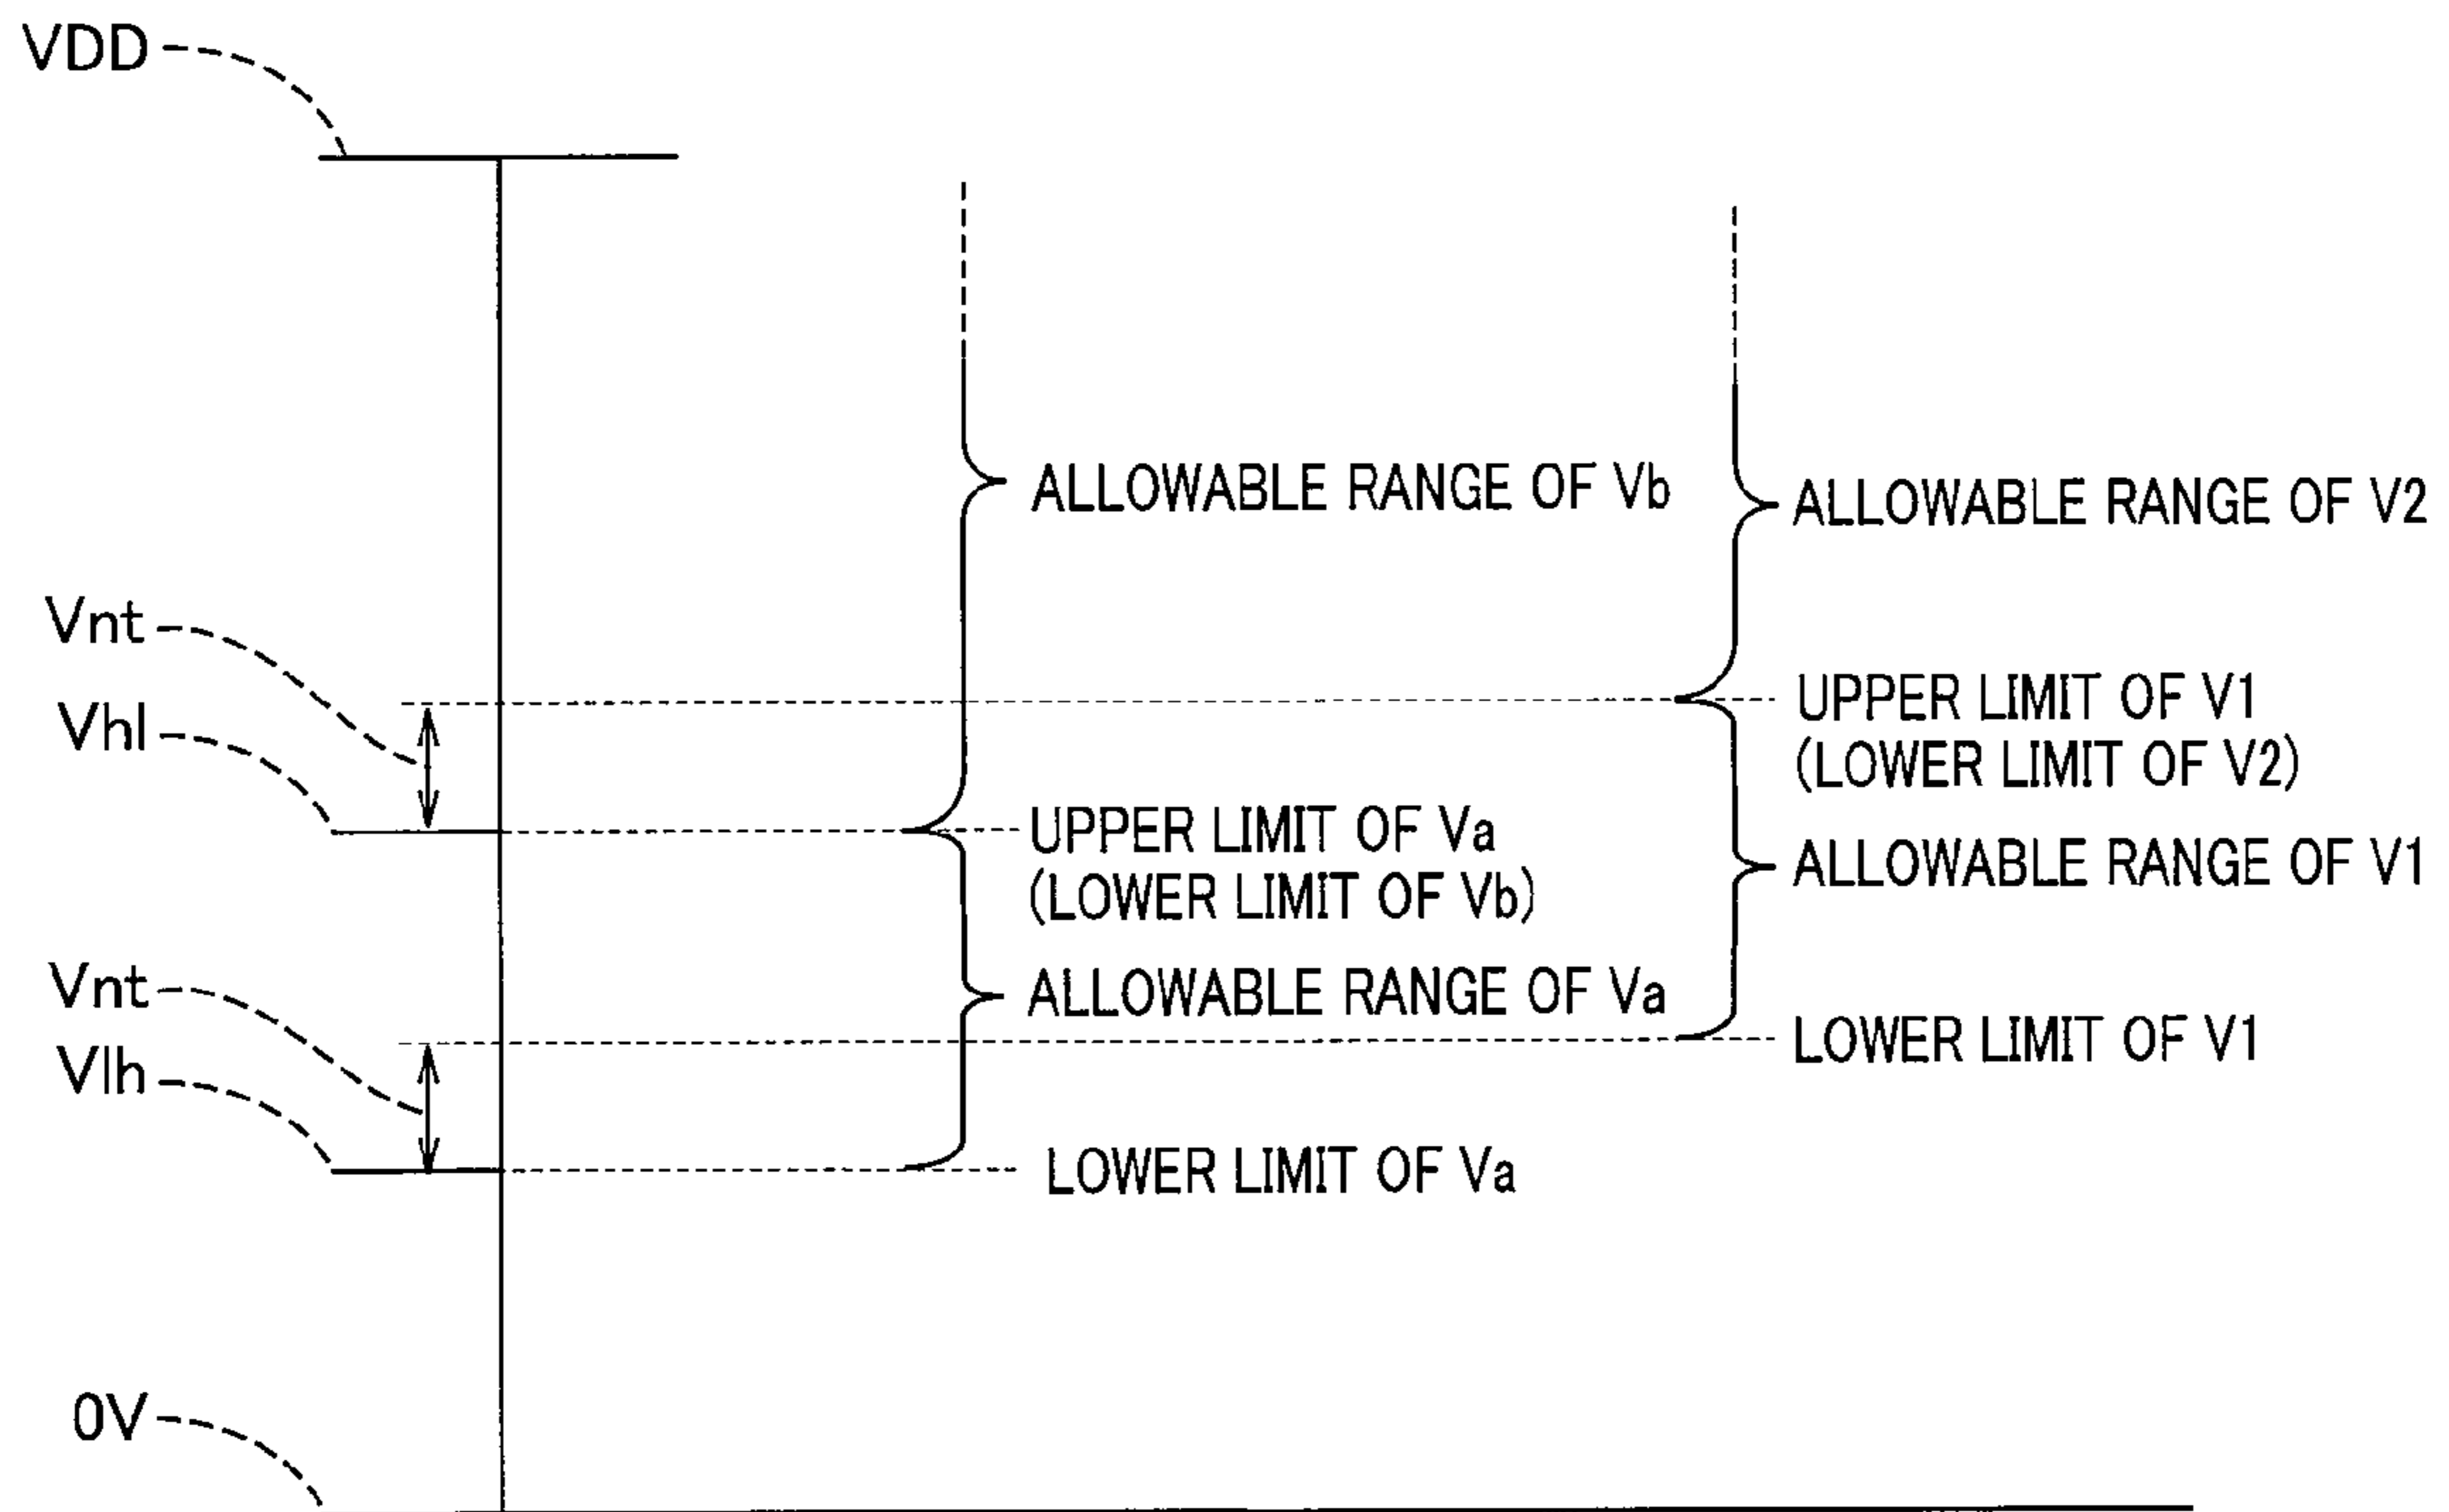 VDD
ALLOWABLE RANGE OF Vb
ALLOWABLE RANGE OF V2
Vnt
Vhl
UPPER LIMIT OF V1
(LOWER LIMIT OF V2)
UPPER LIMIT OF Va
(LOWER LIMIT OF Vb)
ALLOWABLE RANGE OF V1
Vnt
ALLOWABLE RANGE OF Va
Vlh
LOWER LIMIT OF V1
LOWER LIMIT OF Va
0V